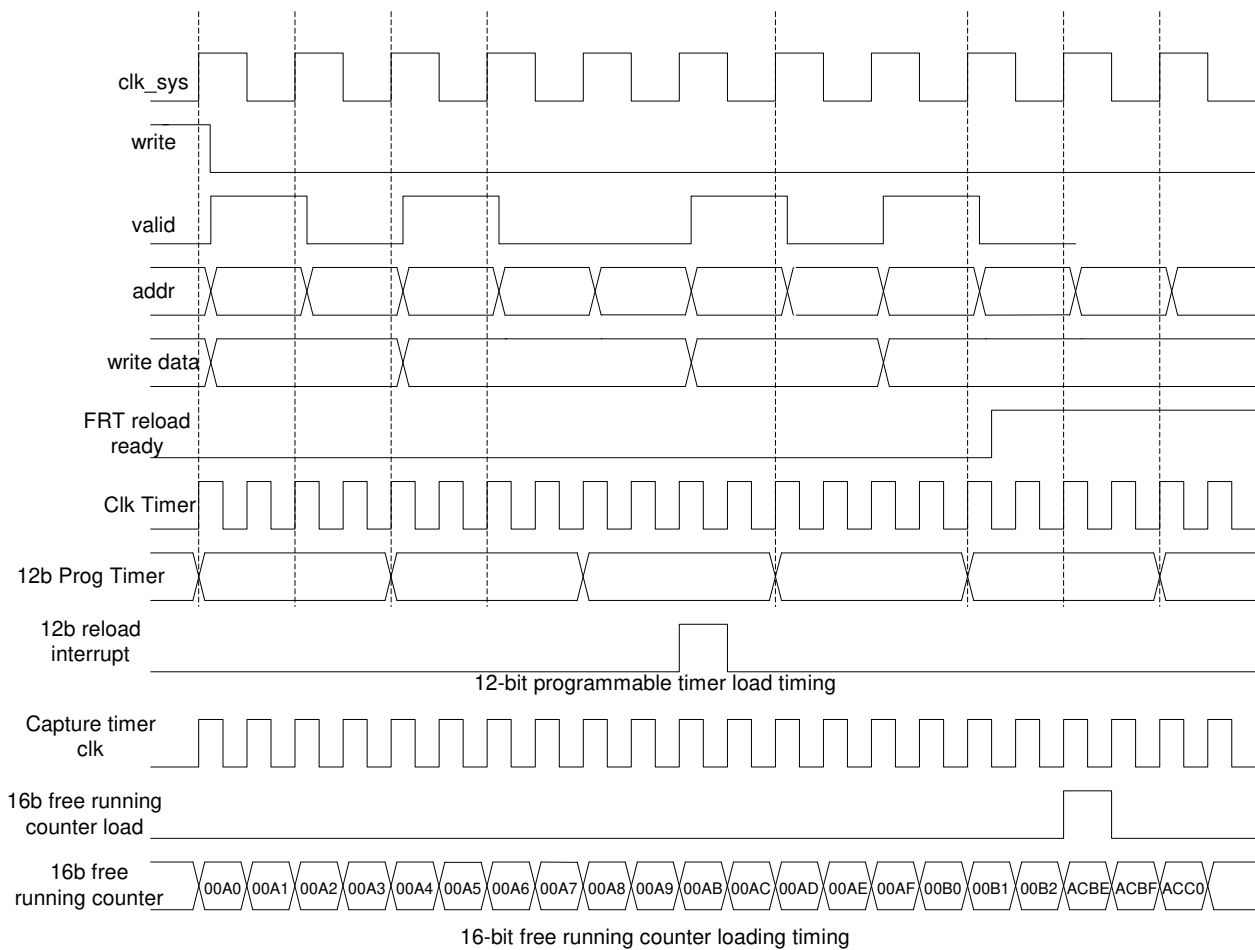 clk_sys
write
valid
addr
write data
FRT reload
ready
Clk Timer
12b Prog Timer
12b reload
interrupt
12-bit programmable timer load timing
Capture timer
clk
16b free running
counter load
16b free
running counter
00A0 00A1 00A2 00A3 00A4 00A5 00A6 00A7 00A8 00A9 00AB 00AC 00AD 00AE 00AF 00B0 00B1 00B2 ACBE ACBF ACC0
16-bit free running counter loading timing